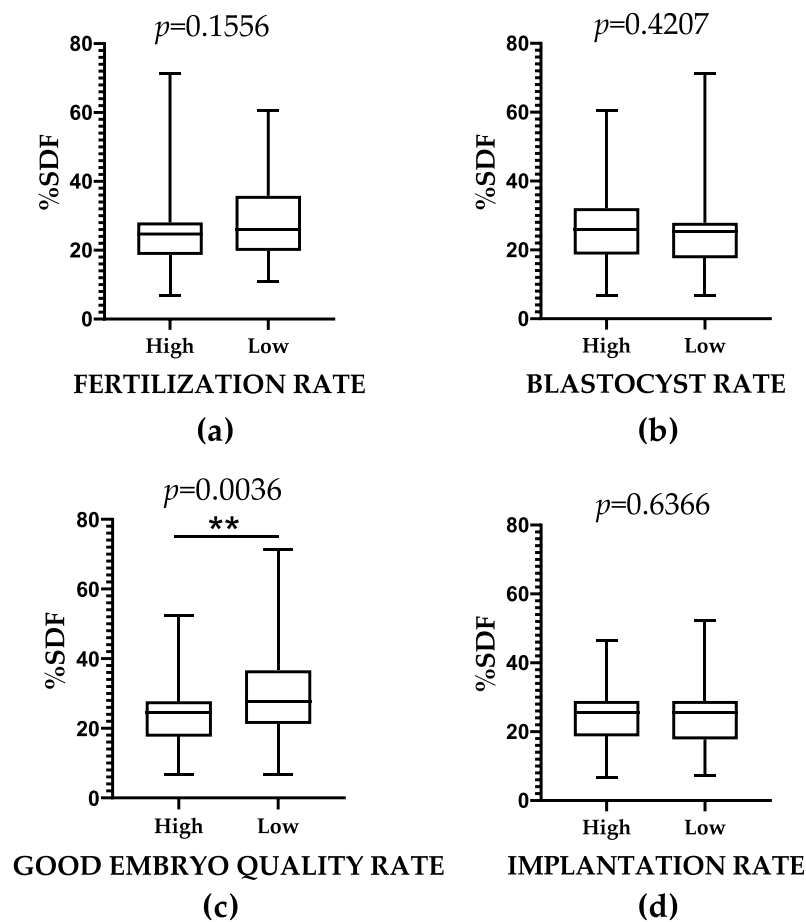 p=0.1556
80
60
40
20
0
%SDF
High Low
FERTILIZATION RATE
(a)
p=0.4207
80
60
40
20
0
%SDF
High Low
BLASTOCYST RATE
(b)
p=0.0036
**
80
60
40
20
0
%SDF
High Low
GOOD EMBRYO QUALITY RATE
(c)
p=0.6366
80
60
40
20
0
%SDF
High Low
IMPLANTATION RATE
(d)